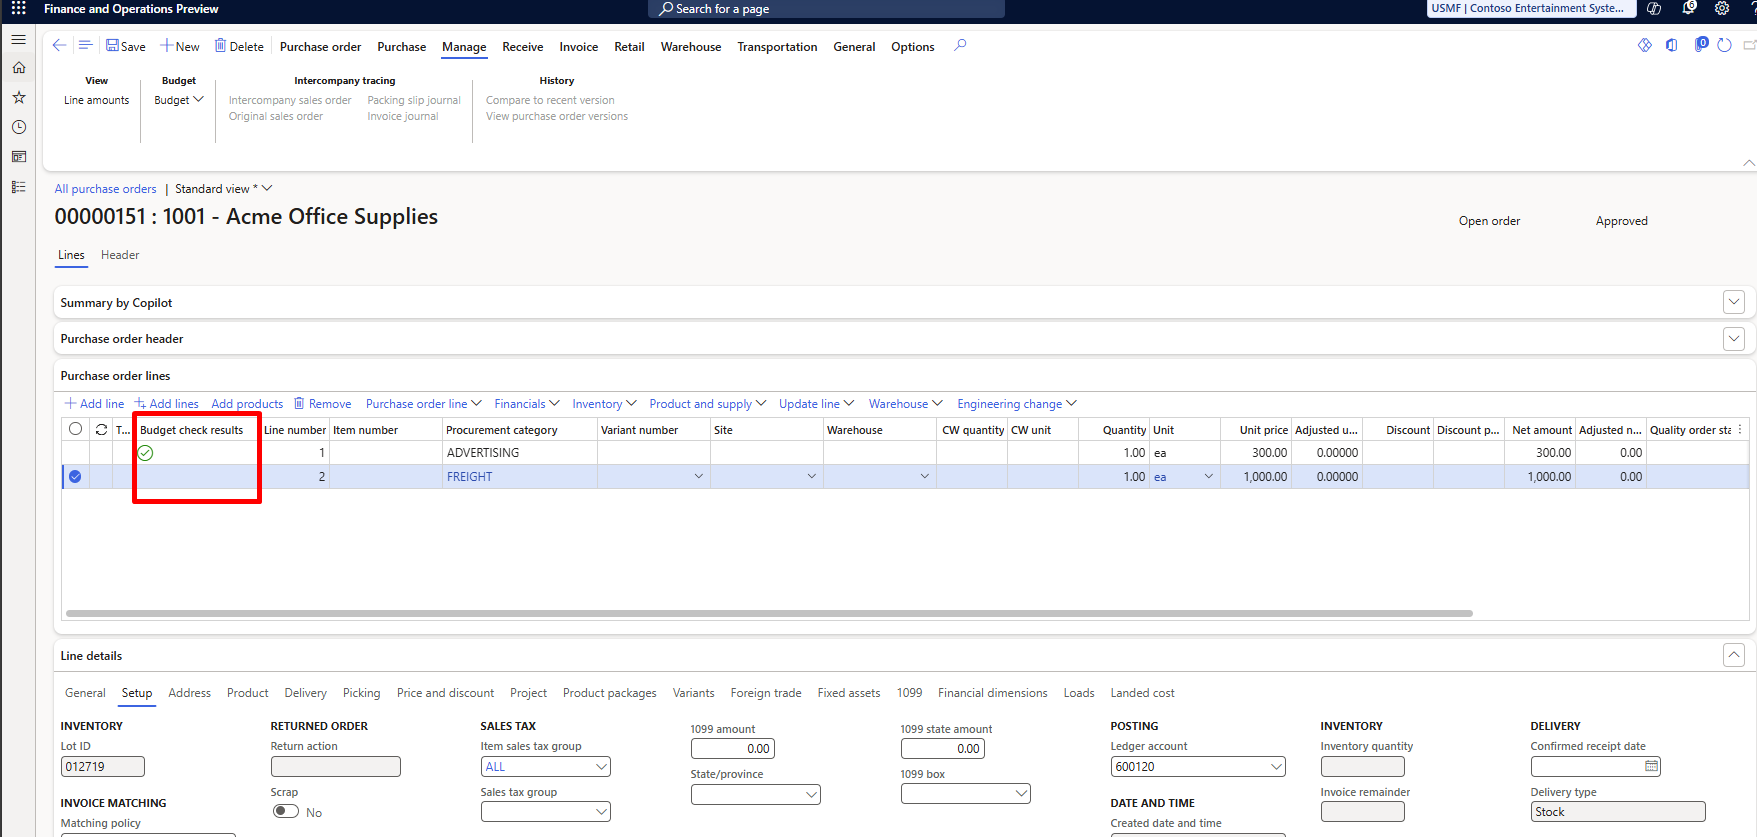 Finance and Operations Preview
Search for a page
USMF | Contoso Entertainment Syste...
6
Save
New
Delete
Purchase order
Purchase
Manage
Receive
Invoice
Retail
Warehouse
Transportation
General
Options
0
View
Budget
Intercompany tracing
History
Line amounts
Budget
Intercompany sales order
Packing slip journal
Compare to recent version
Original sales order
Invoice journal
View purchase order versions
All purchase orders | Standard view *
00000151 : 1001 - Acme Office Supplies
Open order
Approved
Lines
Header
Summary by Copilot
Purchase order header
Purchase order lines
Add line
Add lines
Add products
Remove
Purchase order line
Financials
Inventory
Product and supply
Update line
Warehouse
Engineering change
T... Budget check results Line number Item number Procurement category Variant number Site Warehouse CW quantity CW unit Quantity Unit Unit price Adjusted u... Discount Discount p... Net amount Adjusted n... Quality order sta
1 ADVERTISING 1.00 ea 300.00 0.00000 300.00 0.00
2 FREIGHT 1.00 ea 1,000.00 0.00000 1,000.00 0.00
Line details
General
Setup
Address
Product
Delivery
Picking
Price and discount
Project
Product packages
Variants
Foreign trade
Fixed assets
1099
Financial dimensions
Loads
Landed cost
INVENTORY
Lot ID
012719
INVOICE MATCHING
Matching policy
RETURNED ORDER
Return action
Scrap
No
SALES TAX
Item sales tax group
ALL
Sales tax group
1099 amount
0.00
State/province
1099 state amount
0.00
1099 box
POSTING
Ledger account
600120
DATE AND TIME
Created date and time
INVENTORY
Inventory quantity
Invoice remainder
DELIVERY
Confirmed receipt date
Delivery type
Stock